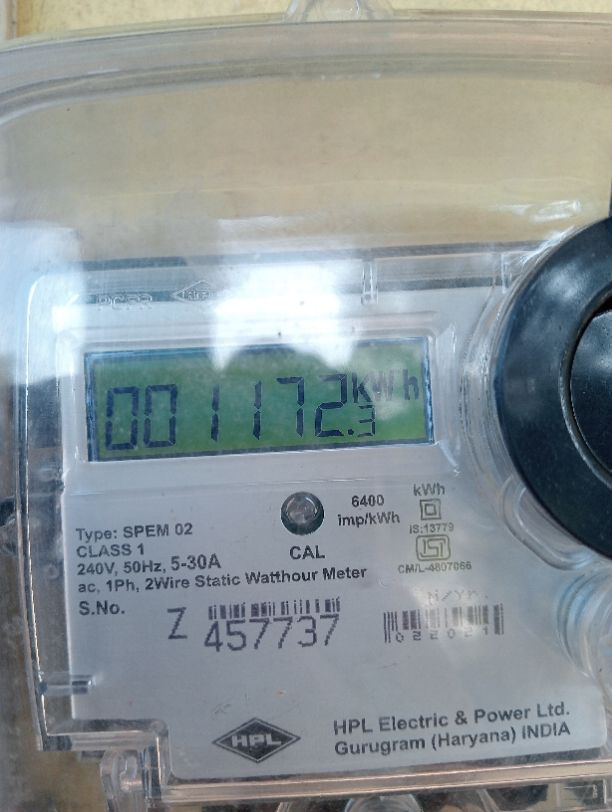 001172.3 kWh
6400
imp/kWh
kWh
IS:13779
CM/L-4807066
CAL
Type: SPEM 02
CLASS 1
240V, 50Hz, 5-30A
ac, 1Ph, 2Wire Static Watthour Meter
S.No.
Z 457737
022021
HPL
HPL Electric & Power Ltd.
Gurugram (Haryana) INDIA